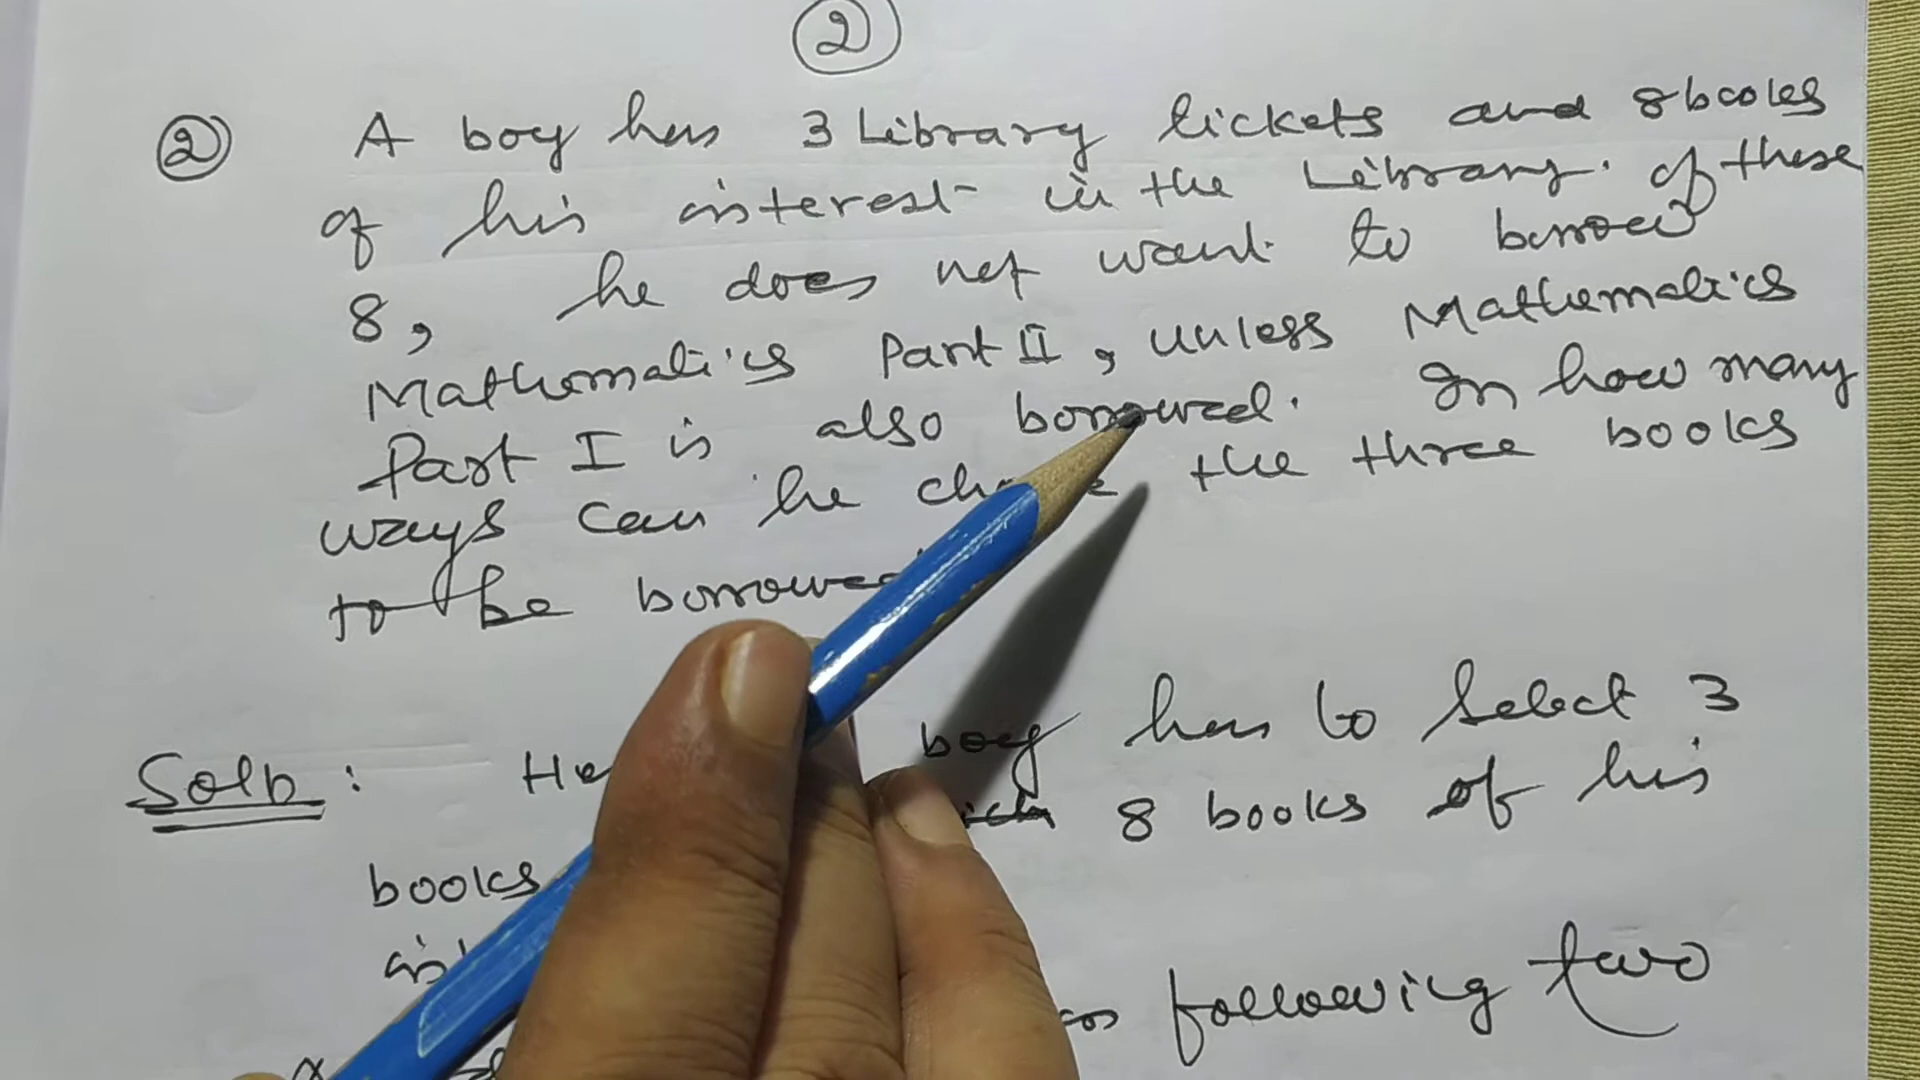 2
2 A boy has 3 Library tickets and 8 books
of his interest in the Library. of these
8, he does not want to borrow
Mathematics Part II, unless Mathematics
Part I is also borrowed. In how many
ways can he the three books
to be borrowed
Soln: boy has to select 3
books 8 books of his
following two